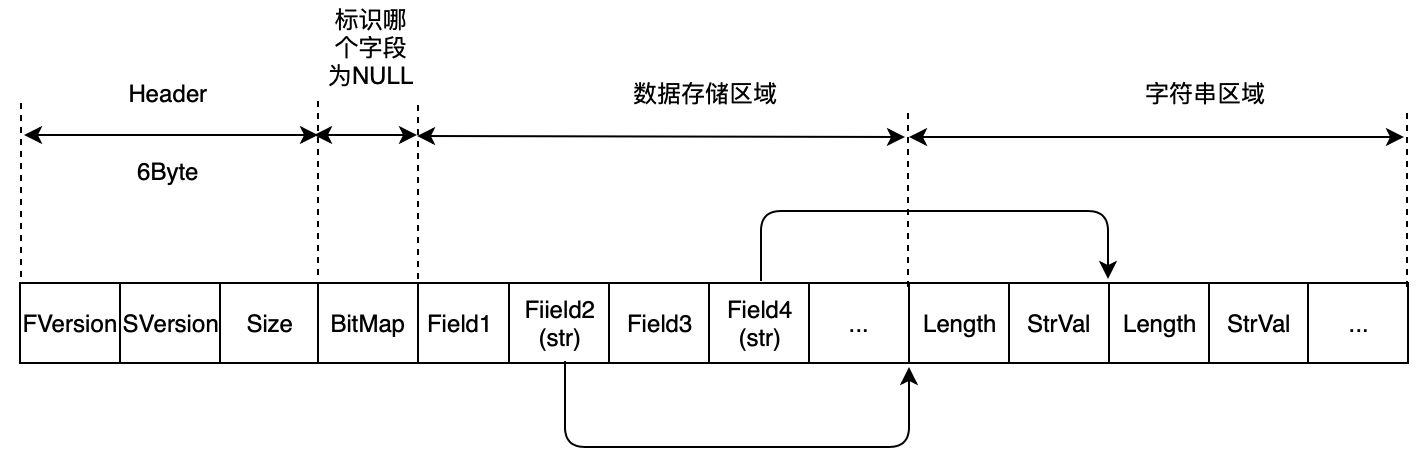 标识哪
个字段
为NULL
Header
数据存储区域
字符串区域
6Byte
FVersion
SVersion
Size
BitMap
Field1
Fiield2
(str)
Field3
Field4
(str)
...
Length
StrVal
Length
StrVal
...